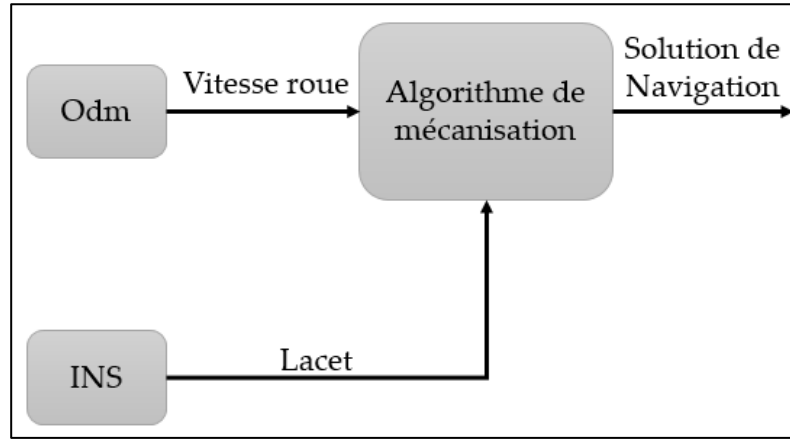 Odm
Vitesse roue
Algorithme de
mécanisation
Solution de
Navigation
INS
Lacet